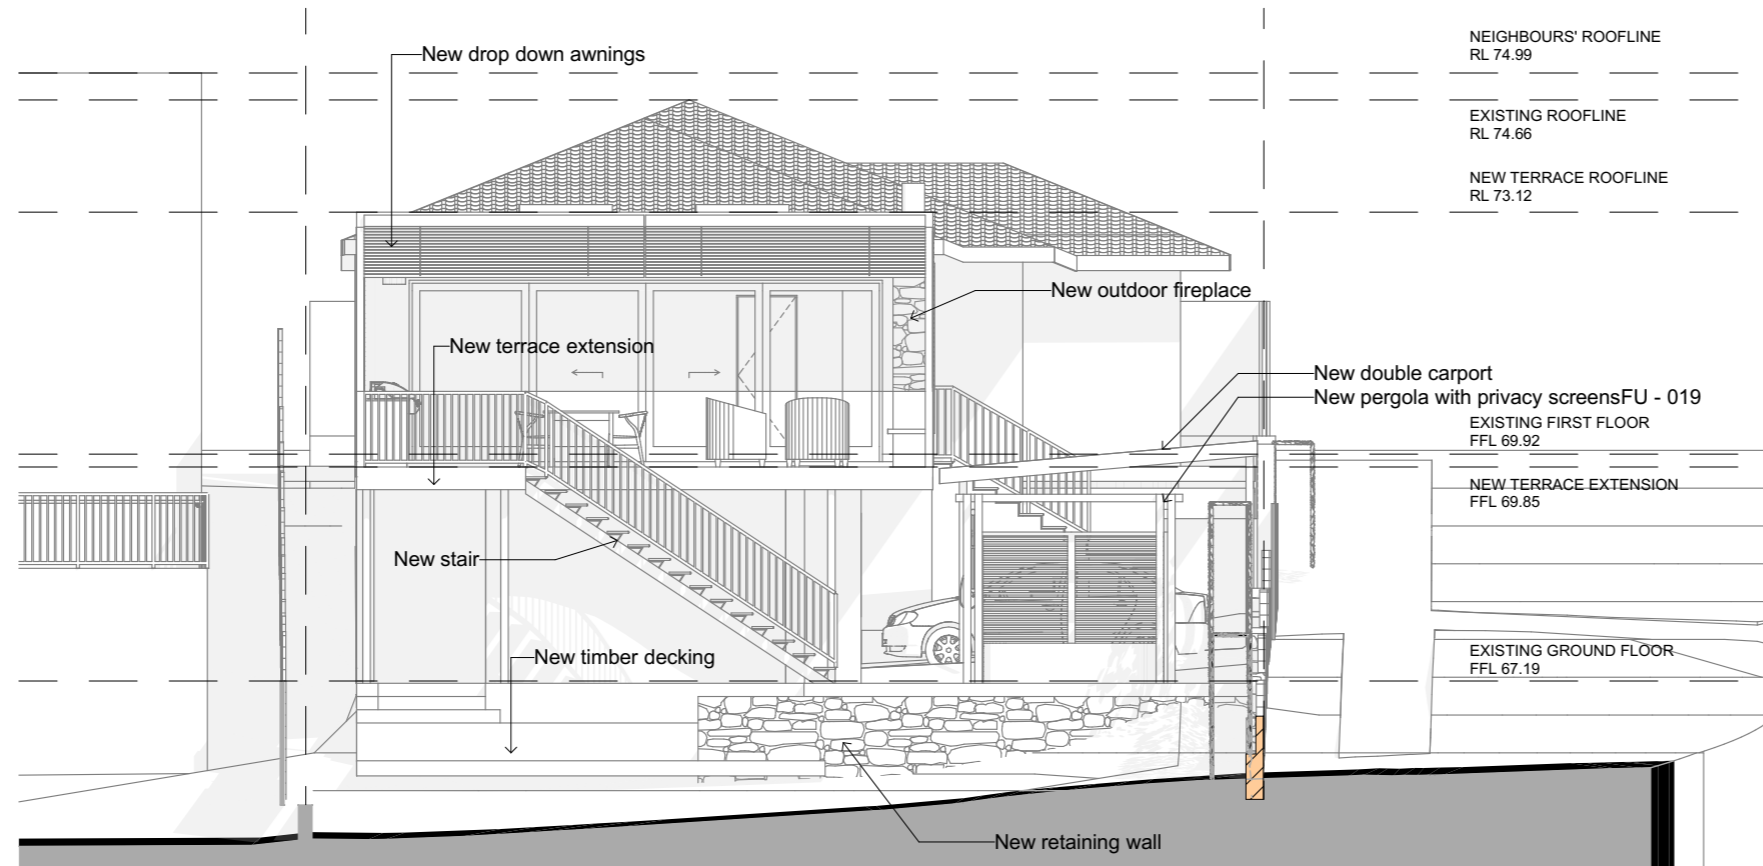 NEIGHBOURS' ROOFLINE
RL 74.99
New drop down awnings
EXISTING ROOFLINE
RL 74.66
NEW TERRACE ROOFLINE
RL 73.12
New outdoor fireplace
New terrace extension
New double carport
New pergola with privacy screensFU - 019
EXISTING FIRST FLOOR
FFL 69.92
NEW TERRACE EXTENSION
FFL 69.85
New stair
New timber decking
EXISTING GROUND FLOOR
FFL 67.19
New retaining wall